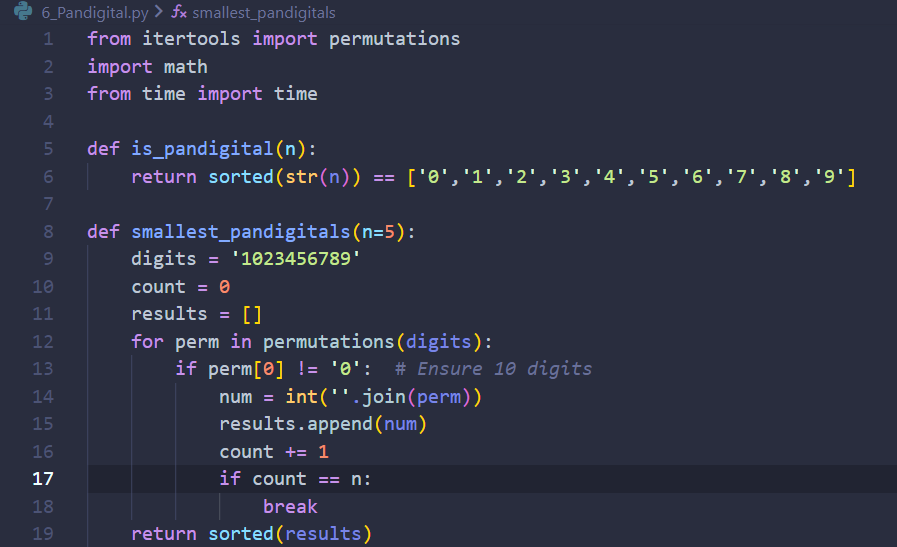 6_Pandigital.py > smallest_pandigitals
1 from itertools import permutations
2 import math
3 from time import time
4
5 def is_pandigital(n):
6     return sorted(str(n)) == ['0','1','2','3','4','5','6','7','8','9']
7
8 def smallest_pandigitals(n=5):
9     digits = '1023456789'
10     count = 0
11     results = []
12     for perm in permutations(digits):
13         if perm[0] != '0':  # Ensure 10 digits
14             num = int(''.join(perm))
15             results.append(num)
16             count += 1
17             if count == n:
18                 break
19     return sorted(results)